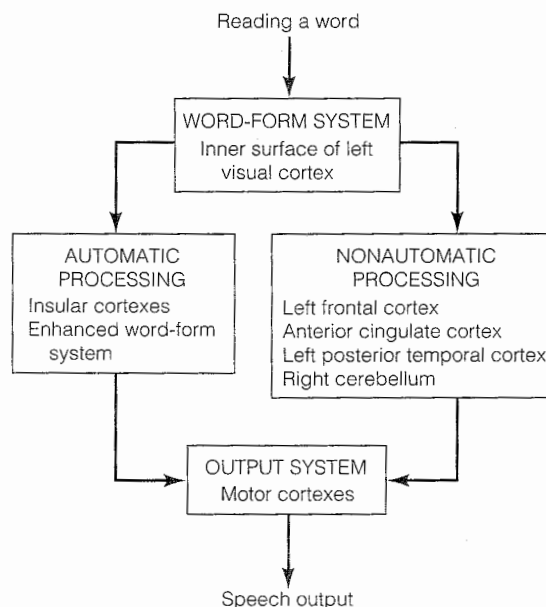 Reading a word
WORD-FORM SYSTEM
Inner surface of left
visual cortex
AUTOMATIC
PROCESSING
Insular cortexes
Enhanced word-form
system
NONAUTOMATIC
PROCESSING
Left frontal cortex
Anterior cingulate cortex
Left posterior temporal cortex
Right cerebellum
OUTPUT SYSTEM
Motor cortexes
Speech output